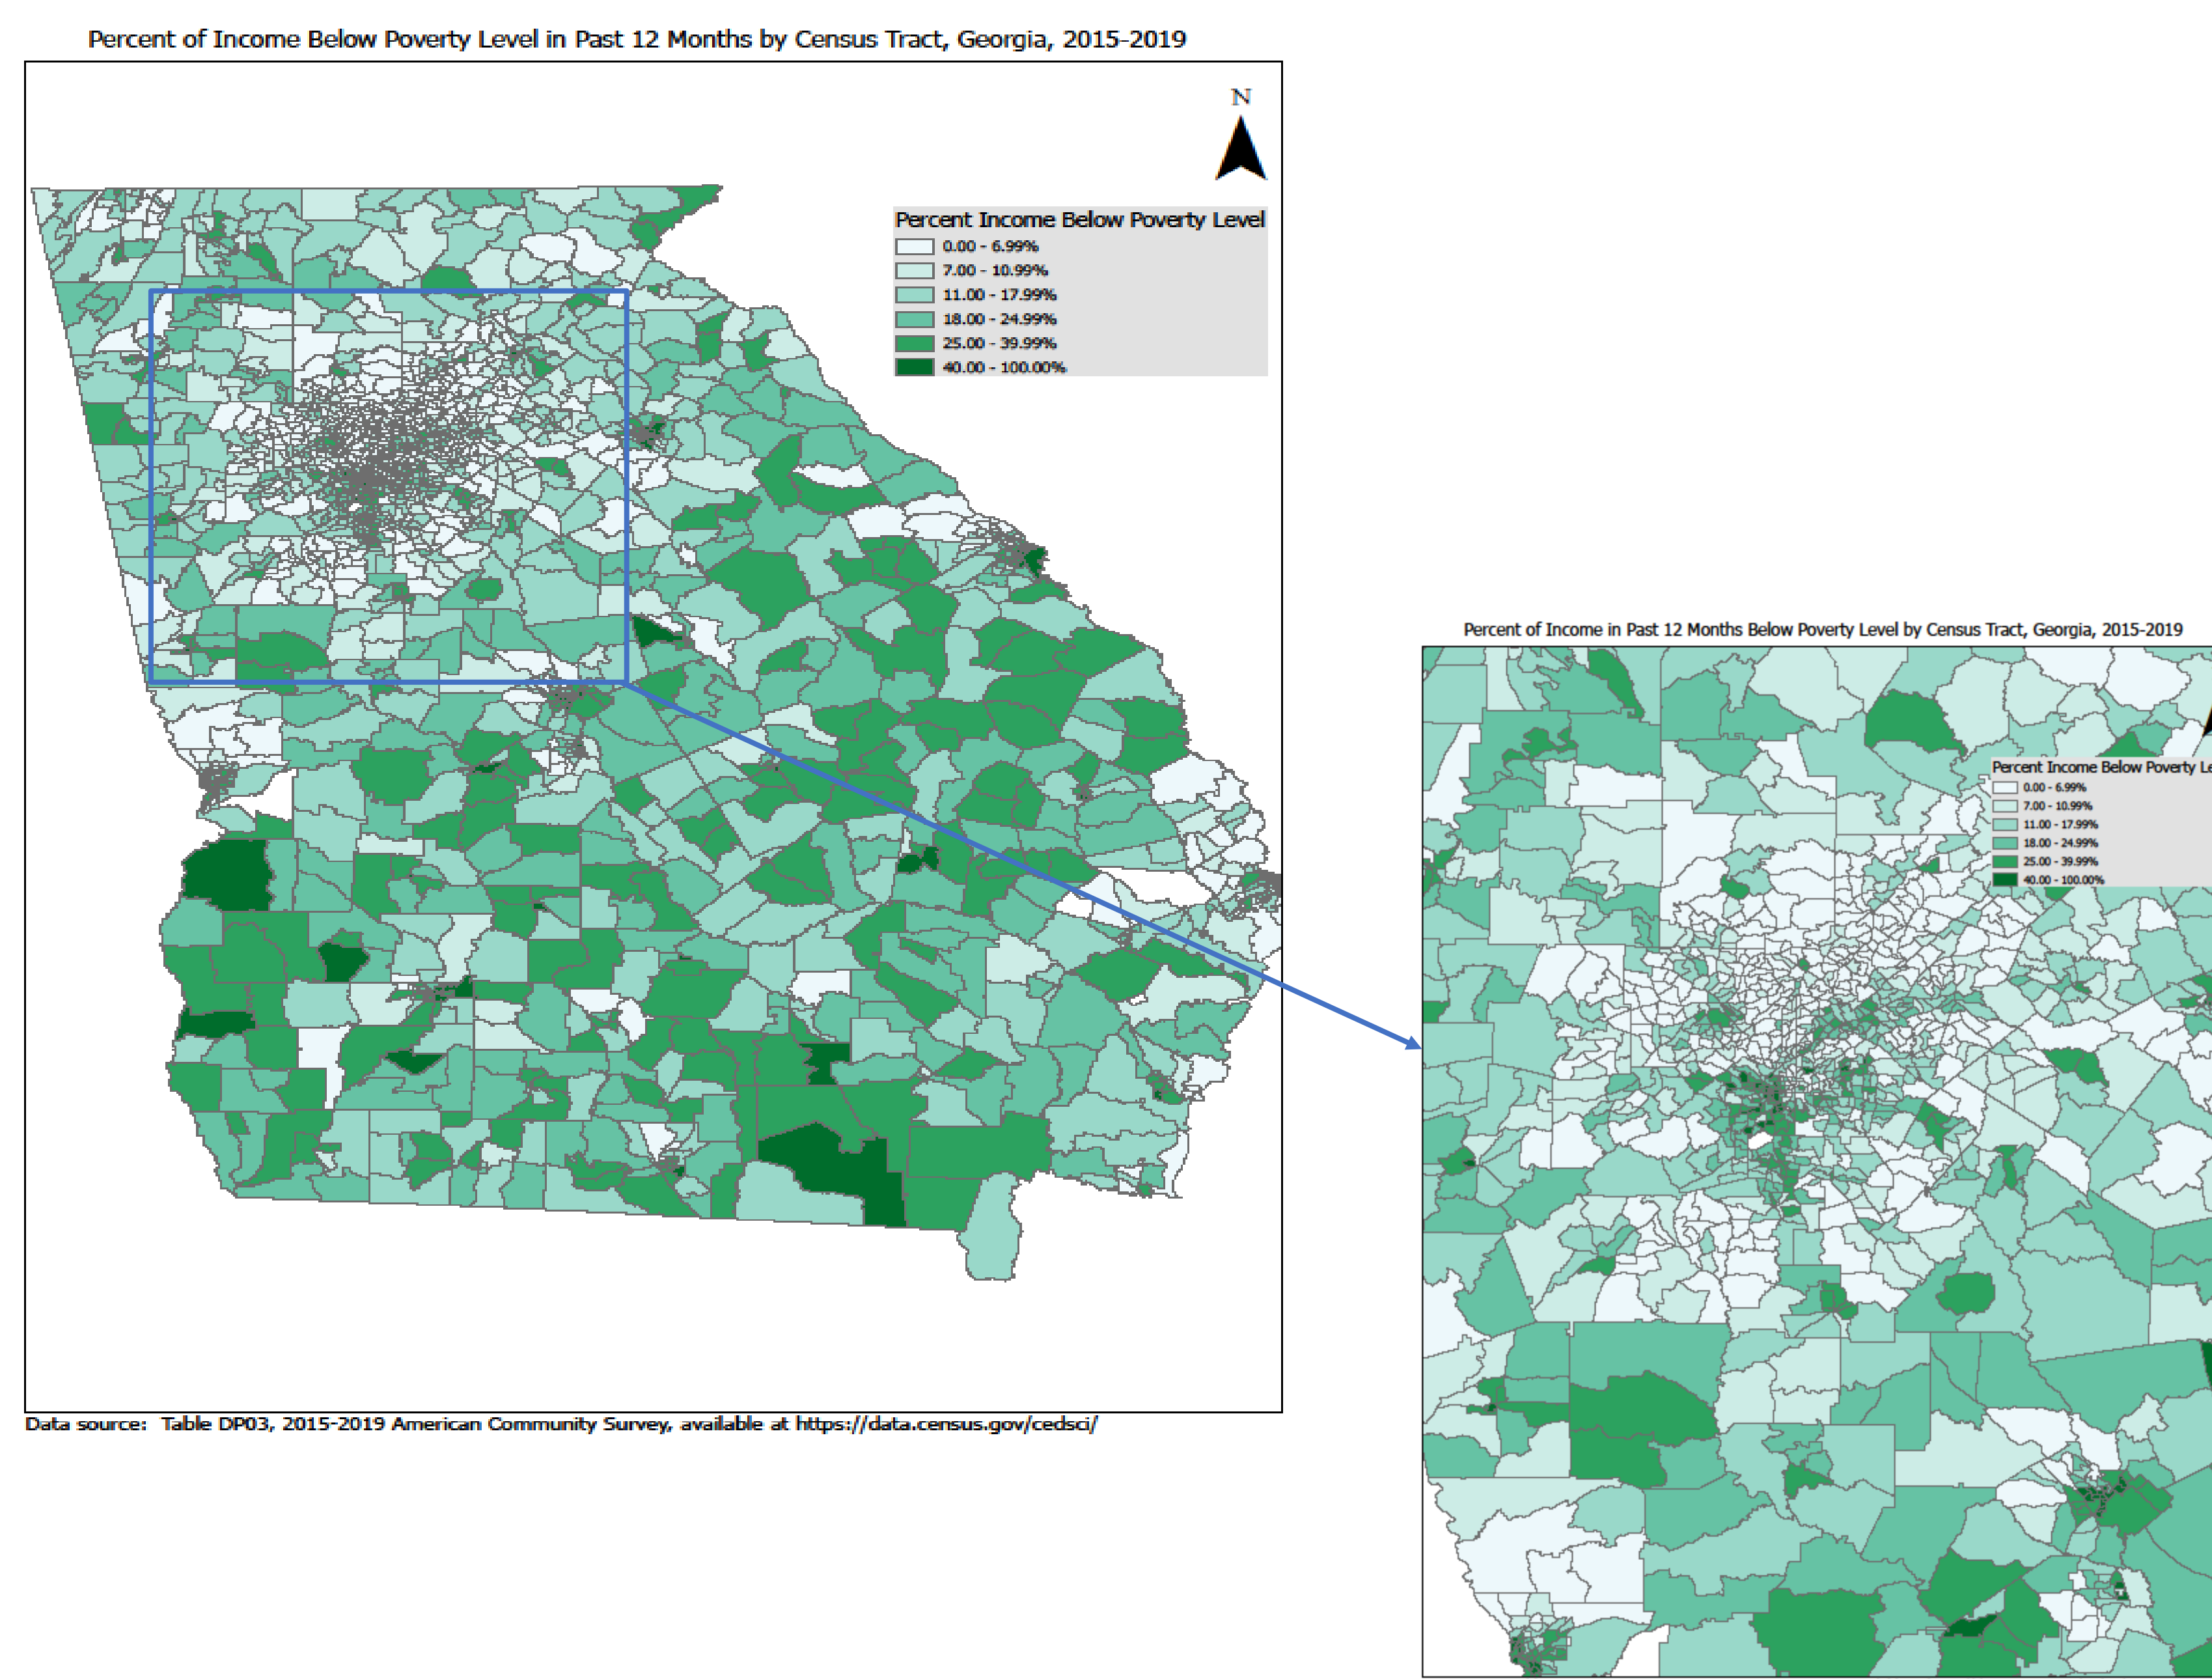 Percent of Income Below Poverty Level in Past 12 Months by Census Tract, Georgia, 2015-2019
N
Percent Income Below Poverty Level
0.00 - 6.99%
7.00 - 10.99%
11.00 - 17.99%
18.00 - 24.99%
25.00 - 39.99%
40.00 - 100.00%
Data source: Table DP03, 2015-2019 American Community Survey, available at https://data.census.gov/cedsci/
Percent of Income in Past 12 Months Below Poverty Level by Census Tract, Georgia, 2015-2019
Percent Income Below Poverty Le
0.00 - 6.99%
7.00 - 10.99%
11.00 - 17.99%
18.00 - 24.99%
25.00 - 39.99%
40.00 - 100.00%